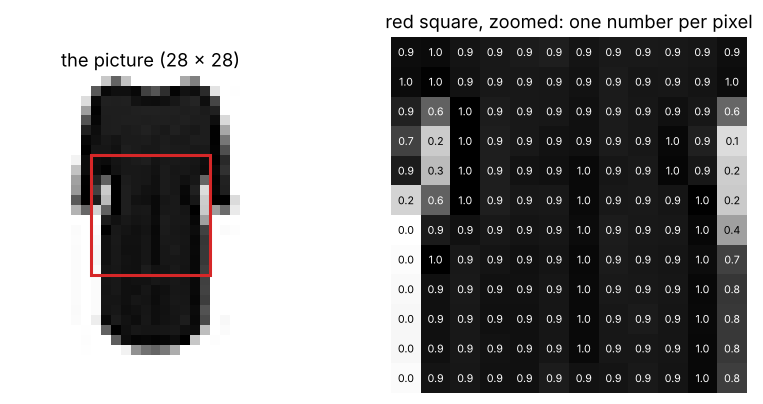 the picture (28 × 28)
red square, zoomed: one number per pixel
0.9 1.0 0.9 0.9 0.9 0.9 0.9 0.9 0.9 0.9 0.9 0.9
1.0 1.0 0.9 0.9 0.9 0.9 0.9 0.9 0.9 0.9 0.9 1.0
0.9 0.6 1.0 0.9 0.9 0.9 0.9 0.9 0.9 0.9 0.9 0.6
0.7 0.2 1.0 0.9 0.9 0.9 0.9 0.9 0.9 1.0 0.9 0.1
0.9 0.3 1.0 0.9 0.9 0.9 1.0 0.9 0.9 1.0 0.9 0.2
0.2 0.6 1.0 0.9 0.9 0.9 1.0 0.9 0.9 0.9 1.0 0.2
0.0 0.9 0.9 0.9 0.9 0.9 1.0 0.9 0.9 0.9 1.0 0.4
0.0 1.0 0.9 0.9 0.9 0.9 1.0 0.9 0.9 0.9 1.0 0.7
0.0 0.9 0.9 0.9 0.9 0.9 0.9 0.9 0.9 0.9 1.0 0.8
0.0 0.9 0.9 0.9 0.9 0.9 0.9 0.9 0.9 0.9 1.0 0.8
0.0 0.9 0.9 0.9 0.9 0.9 1.0 0.9 0.9 0.9 1.0 0.8
0.0 0.9 0.9 0.9 0.9 0.9 0.9 0.9 0.9 0.9 1.0 0.8